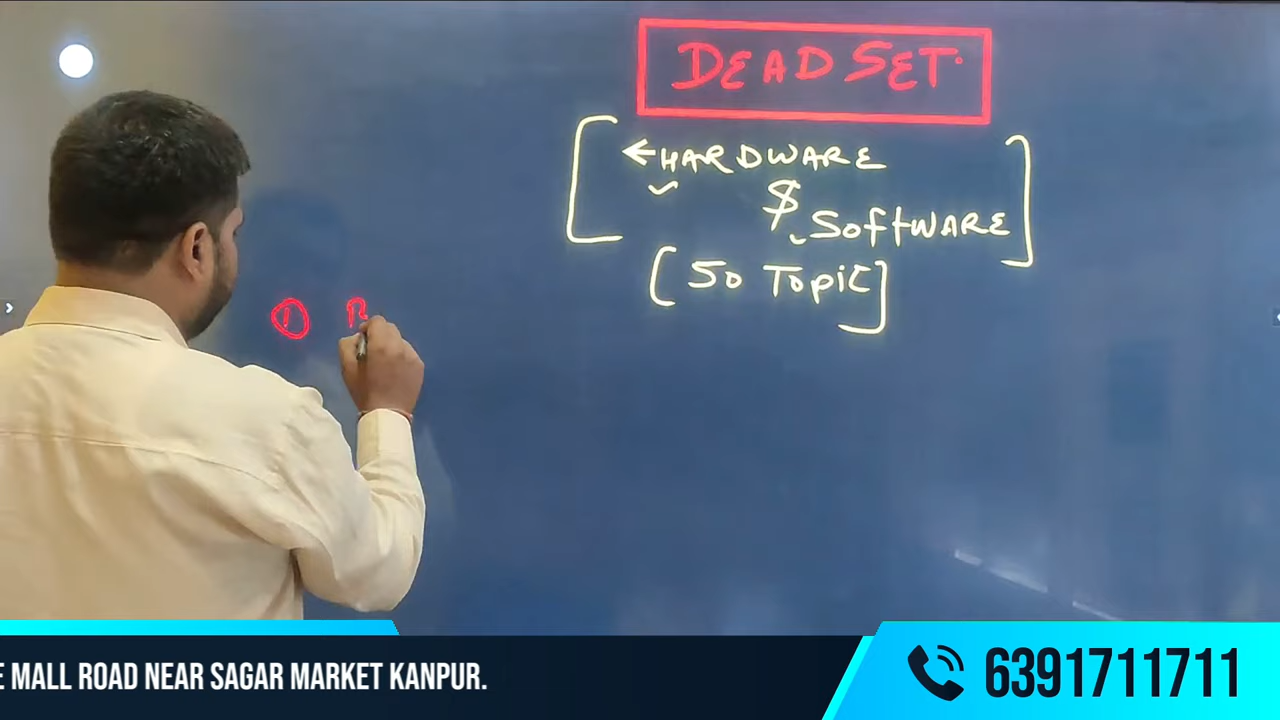 DEAD SET.
←HARDWARE
$
SOFTWARE
[50 TOPIC]
①
E MALL ROAD NEAR SAGAR MARKET KANPUR.
6391711711